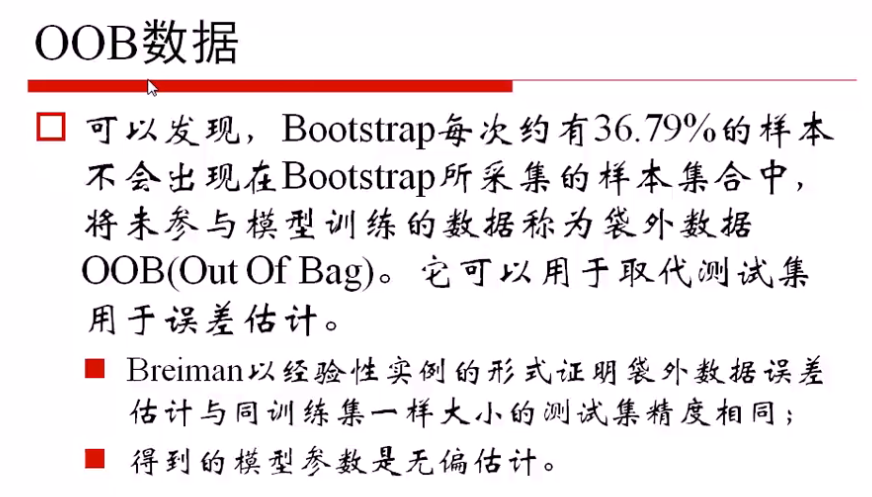 OOB数据
可以发现，Bootstrap每次约有36.79%的样本
不会出现在Bootstrap所采集的样本集合中，
将未参与模型训练的数据称为袋外数据
OOB(Out Of Bag)。它可以用于取代测试集
用于误差估计。
Breiman以经验性实例的形式证明袋外数据误差
估计与同训练集一样大小的测试集精度相同；
得到的模型参数是无偏估计。